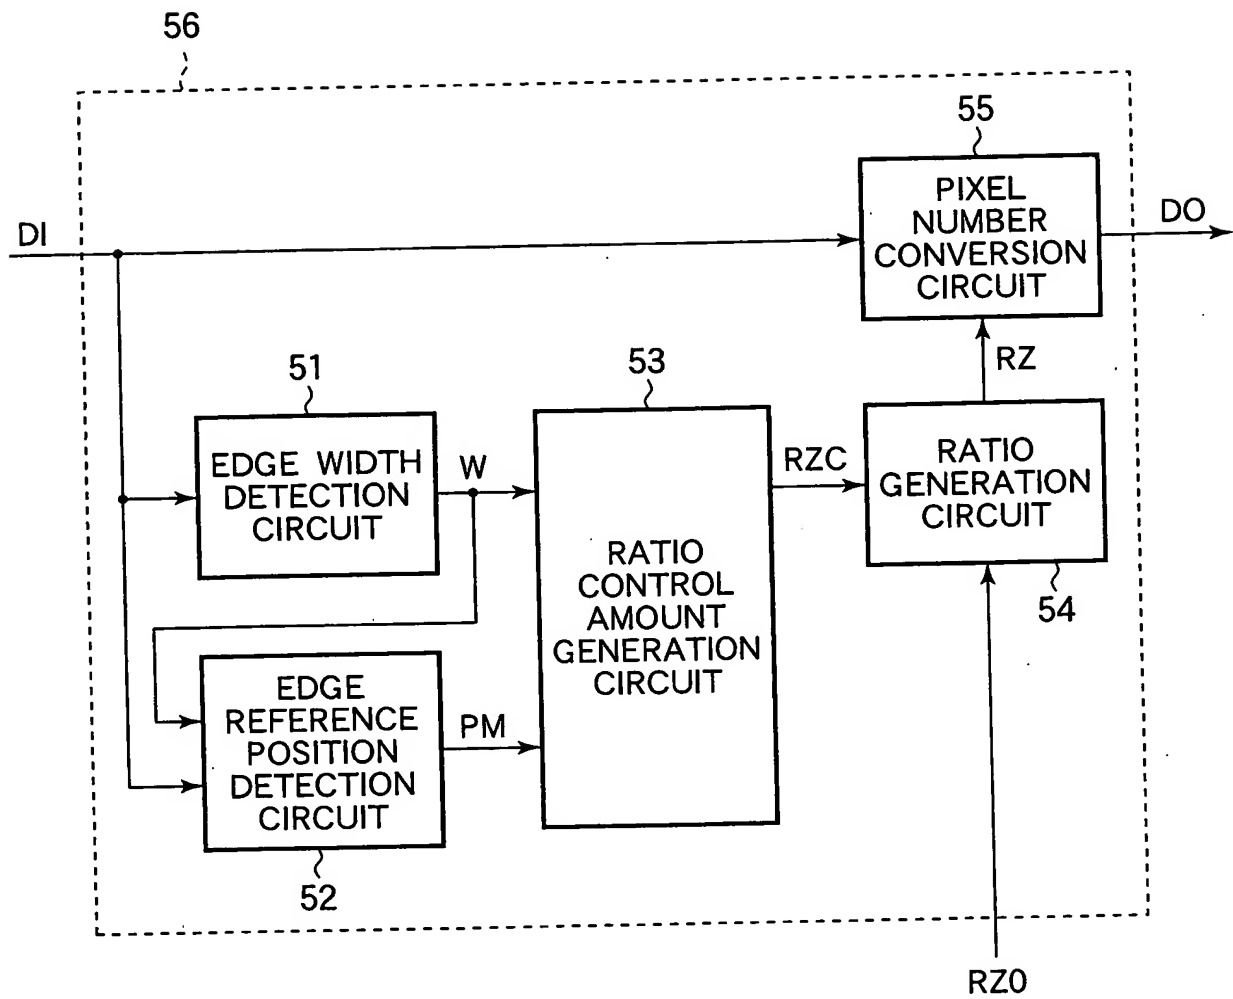 56
55
PIXEL
NUMBER
CONVERSION
CIRCUIT
DI
DO
RZ
51
53
EDGE WIDTH
DETECTION
CIRCUIT
W
RZC
RATIO
GENERATION
CIRCUIT
54
RATIO
CONTROL
AMOUNT
GENERATION
CIRCUIT
EDGE
REFERENCE
POSITION
DETECTION
CIRCUIT
PM
52
RZ0